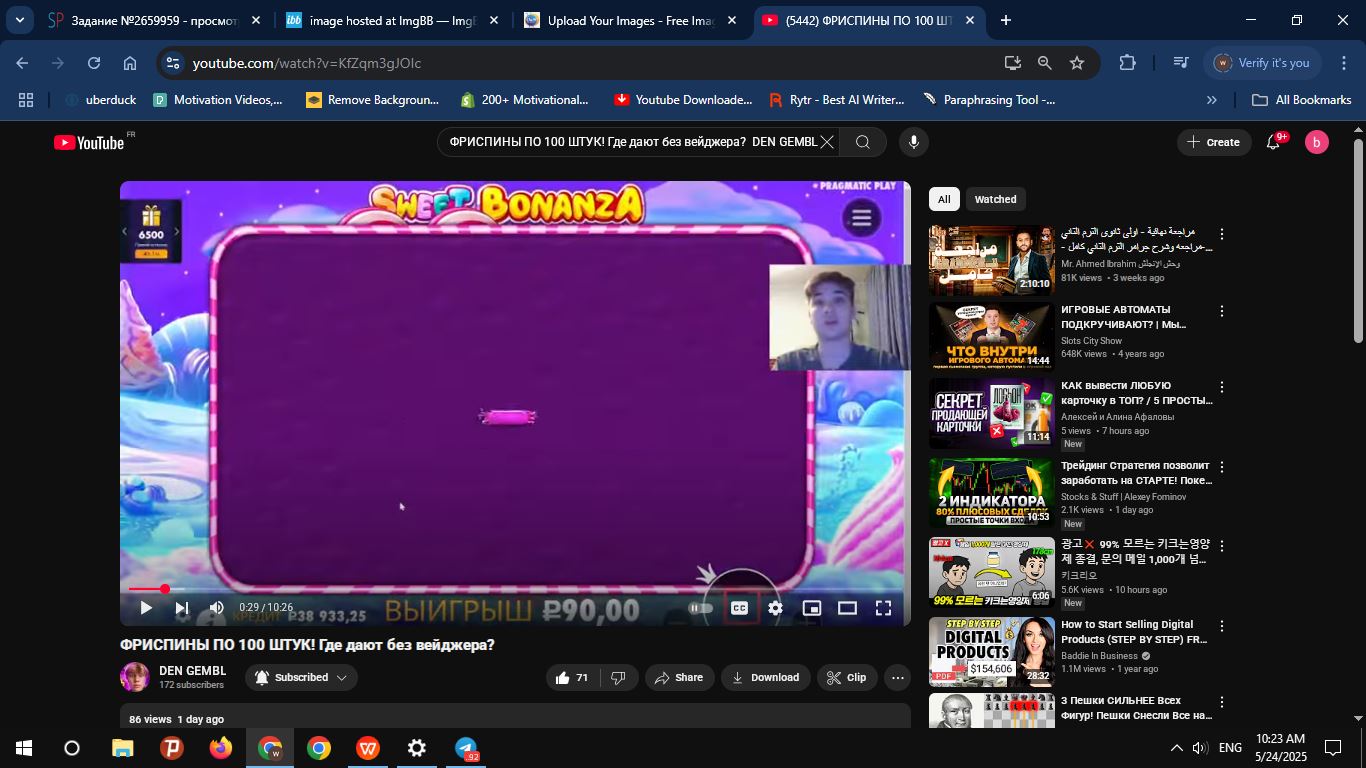 Задание №2659959 - просмот
image hosted at ImgBB — ImgB
Upload Your Images - Free Imag
(5442) ФРИСПИНЫ ПО 100 ШТ
youtube.com/watch?v=KfZqm3gJOIc
Verify it's you
uberduck
Motivation Videos,...
Remove Backgroun...
200+ Motivational...
Youtube Downloade...
Rytr - Best AI Writer...
Paraphrasing Tool -...
All Bookmarks
YouTube FR
ФРИСПИНЫ ПО 100 ШТУК! Где дают без вейджера? DEN GEMBL
Create
9+
b
SWEET BONANZA
PRAGMATIC PLAY
6500
КРЕДИТ ₽38 933,25
ВЫИГРЫШ ₽90,00
0:29 / 10:26
CC
ФРИСПИНЫ ПО 100 ШТУК! Где дают без вейджера?
DEN GEMBL
172 subscribers
Subscribed
71
Share
Download
Clip
86 views 1 day ago
All
Watched
مراجعة نهائية - اولى ثانوى الترم الثاني
-مراجعه وشرح جرامر الترم الثاني كامل - ...
Mr. Ahmed Ibrahim وحش الإنجلش
81K views • 3 weeks ago
مراجعة
كامل
2:10:10
ИГРОВЫЕ АВТОМАТЫ
ПОДКРУЧИВАЮТ? | Мы...
Slots City Show
648K views • 4 years ago
ЧТО ВНУТРИ
ИГРОВОГО АВТОМА
14:44
КАК вывести ЛЮБУЮ
карточку в ТОП? / 5 ПРОСТЫ...
Алексей и Алина Афаловы
5 views • 7 hours ago
New
СЕКРЕТ
ПРОДАЮЩЕЙ
КАРТОЧКИ
ЛОСЬОН
11:14
Трейдинг Стратегия позволит
заработать на СТАРТЕ! Поке...
Stocks & Stuff | Alexey Fominov
2.1K views • 1 day ago
New
2 ИНДИКАТОРА
80% ПЛЮСОВЫХ СДЕЛОК
ПРОСТЫЕ ТОЧКИ ВХОДА
10:53
광고❌ 99% 모르는 키크는영양
제 종결, 문의 메일 1,000개 넘...
키크리오
5.6K views • 10 hours ago
New
178cm
99% 모르는 키크는영양제
6:06
How to Start Selling Digital
Products (STEP BY STEP) FR...
Baddie In Business
1.1M views • 1 year ago
STEP BY STEP
DIGITAL
PRODUCTS
$154,606
PDF
28:32
3 Пешки СИЛЬНЕЕ Всех
Фигур! Пешки Снесли Все на...
92
ENG
10:23 AM
5/24/2025